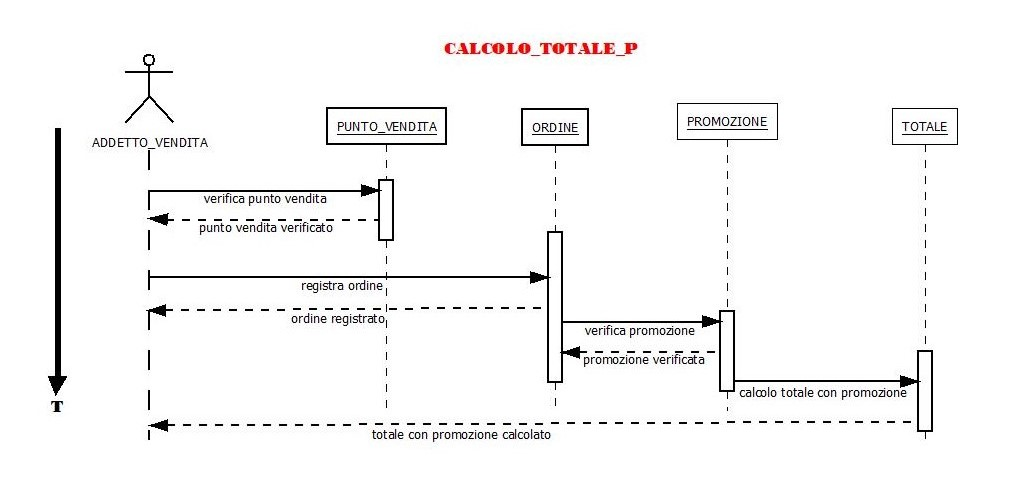 CALCOLO_TOTALE_P
ADDETTO_VENDITA
PUNTO_VENDITA
ORDINE
PROMOZIONE
TOTALE
verifica punto vendita
punto vendita verificato
registra ordine
ordine registrato
verifica promozione
promozione verificata
calcolo totale con promozione
T
totale con promozione calcolato